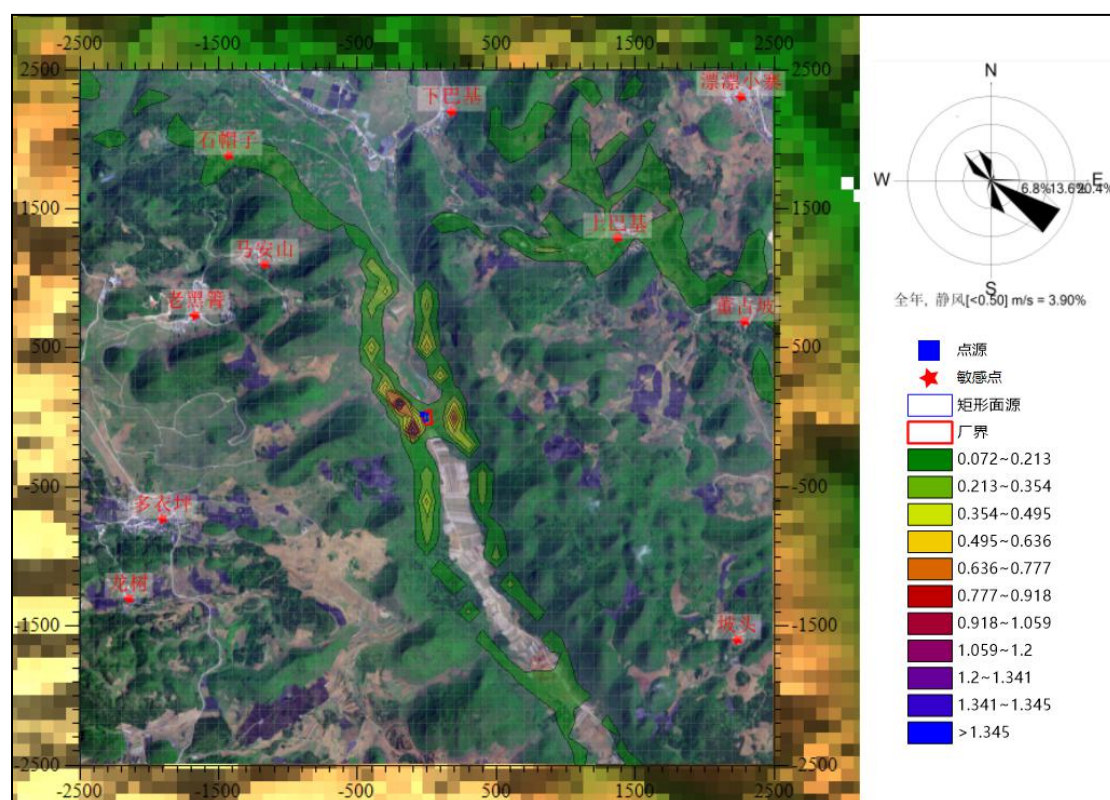 -2500 -1500 -500 500 1500 2500
2500 2500
漂漂小寨
下巴基
石帽子
N
W E
6.8% 13.6% 20.4%
S
1500 1500
上巴基
马安山
老黑箐
董占坡
全年, 静风[<0.50] m/s = 3.90%
500 500
-500 -500
多衣坪
龙树
-1500 -1500
坡头
-2500 -2500
-2500 -1500 -500 500 1500 2500
点源
敏感点
矩形面源
厂界
0.072~0.213
0.213~0.354
0.354~0.495
0.495~0.636
0.636~0.777
0.777~0.918
0.918~1.059
1.059~1.2
1.2~1.341
1.341~1.345
>1.345